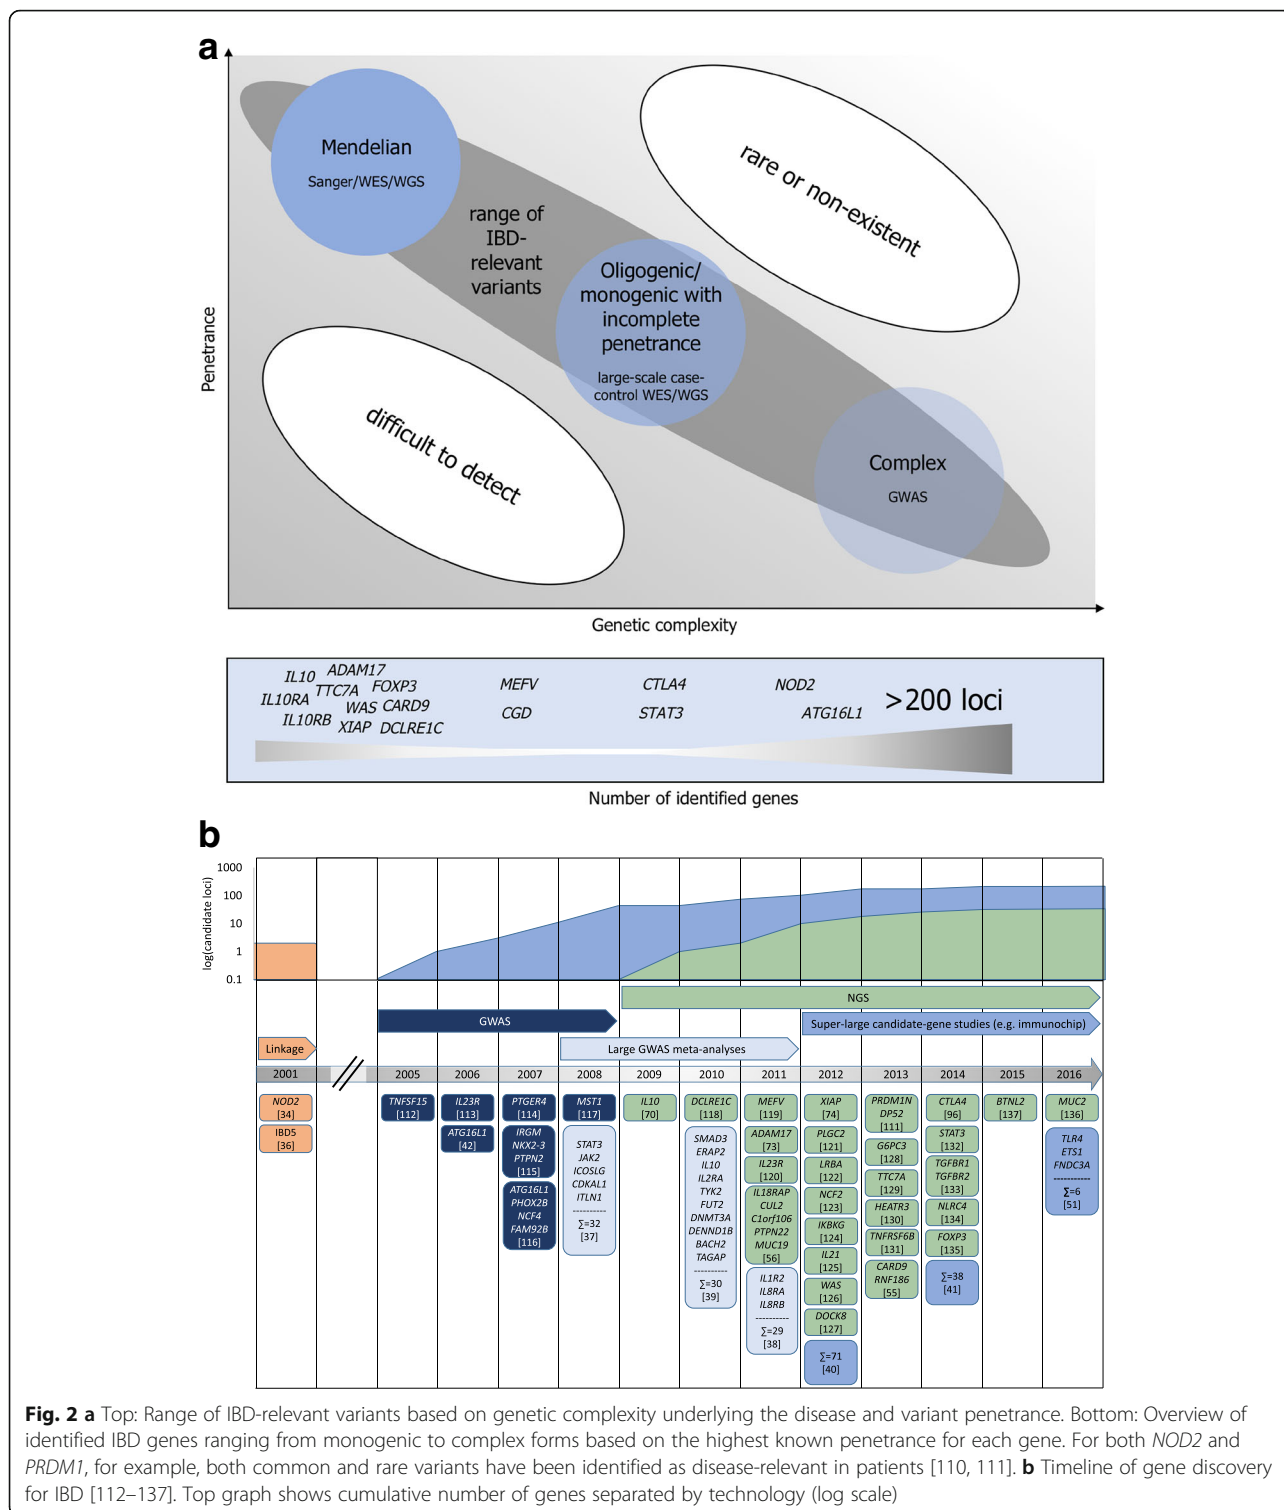 a
Mendelian
Sanger/WES/WGS
range of
IBD-
relevant
variants
rare or non-existent
Oligogenic/
monogenic with
incomplete
penetrance
large-scale case-
control WES/WGS
difficult to detect
Complex
GWAS
Penetrance
Genetic complexity
IL10 ADAM17
IL10RA TTC7A FOXP3
IL10RB WAS CARD9
XIAP DCLRE1C
MEFV
CGD
CTLA4
STAT3
NOD2
ATG16L1
>200 loci
Number of identified genes
b
log(candidate loci)
1000
100
10
1
0.1
NGS
GWAS
Super-large candidate-gene studies (e.g. immunochip)
Linkage
Large GWAS meta-analyses
2001 2005 2006 2007 2008 2009 2010 2011 2012 2013 2014 2015 2016
NOD2
[34]
IBD5
[36]
TNFSF15
[112]
IL23R
[113]
ATG16L1
[42]
PTGER4
[114]
IRGM
NKX2-3
PTPN2
[115]
ATG16L1
PHOX2B
NCF4
FAM92B
[116]
MST1
[117]
STAT3
JAK2
ICOSLG
CDKAL1
ITLN1
----------
∑=32
[37]
IL10
[70]
DCLRE1C
[118]
SMAD3
ERAP2
IL10
IL2RA
TYK2
FUT2
DNMT3A
DENND1B
BACH2
TAGAP
----------
∑=30
[39]
MEFV
[119]
ADAM17
[73]
IL23R
[120]
IL18RAP
CUL2
C1orf106
PTPN22
MUC19
[56]
IL1R2
IL8RA
IL8RB
----------
∑=29
[38]
XIAP
[74]
PLGC2
[121]
LRBA
[122]
NCF2
[123]
IKBKG
[124]
IL21
[125]
WAS
[126]
DOCK8
[127]
∑=71
[40]
PRDM1N
DP52
[111]
G6PC3
[128]
TTC7A
[129]
HEATR3
[130]
TNFRSF6B
[131]
CARD9
RNF186
[55]
CTLA4
[96]
STAT3
[132]
TGFBR1
TGFBR2
[133]
NLRC4
[134]
FOXP3
[135]
∑=38
[41]
BTNL2
[137]
MUC2
[136]
TLR4
ETS1
FNDC3A
-----------
∑=6
[51]
Fig. 2 a Top: Range of IBD-relevant variants based on genetic complexity underlying the disease and variant penetrance. Bottom: Overview of
identified IBD genes ranging from monogenic to complex forms based on the highest known penetrance for each gene. For both NOD2 and
PRDM1, for example, both common and rare variants have been identified as disease-relevant in patients [110, 111]. b Timeline of gene discovery
for IBD [112–137]. Top graph shows cumulative number of genes separated by technology (log scale)